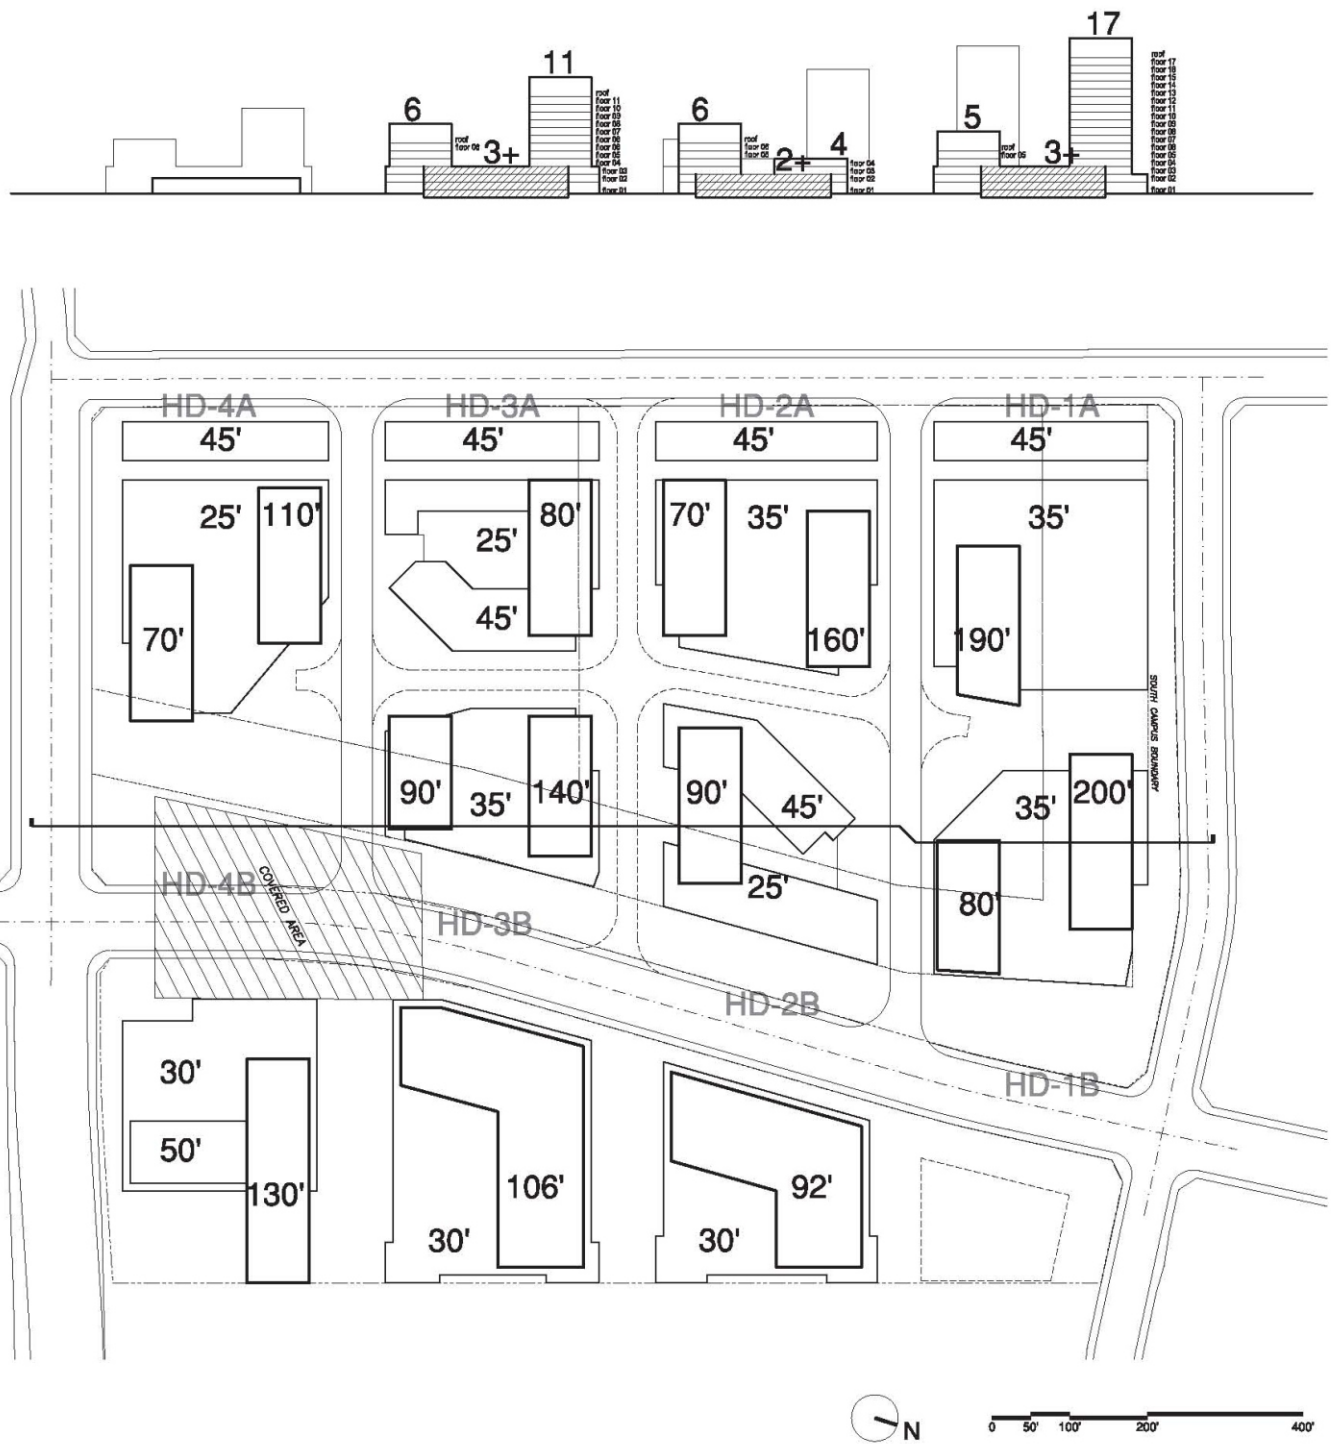 17
11
6
6
4
5
3+
2+
3+
roof
floor 11
floor 10
floor 09
floor 08
floor 07
floor 06
floor 05
floor 04
floor 03
floor 02
floor 01
roof
floor 06
roof
floor 04
floor 03
floor 02
floor 01
roof
floor 05
roof
floor 17
floor 16
floor 15
floor 14
floor 13
floor 12
floor 11
floor 10
floor 09
floor 08
floor 07
floor 06
floor 05
floor 04
floor 03
floor 02
floor 01
HD-4A HD-3A HD-2A HD-1A
45' 45' 45' 45'
25' 110' 80' 70' 35' 35'
25'
45'
70' 160' 190'
SOUTH CAMPUS BOUNDARY
90' 35' 140' 90' 45' 35' 200'
HD-4B
COVERED AREA
25'
80'
HD-3B
HD-2B
HD-1B
30'
50'
130'
106'
92'
30'
30'
N
0 50' 100' 200' 400'